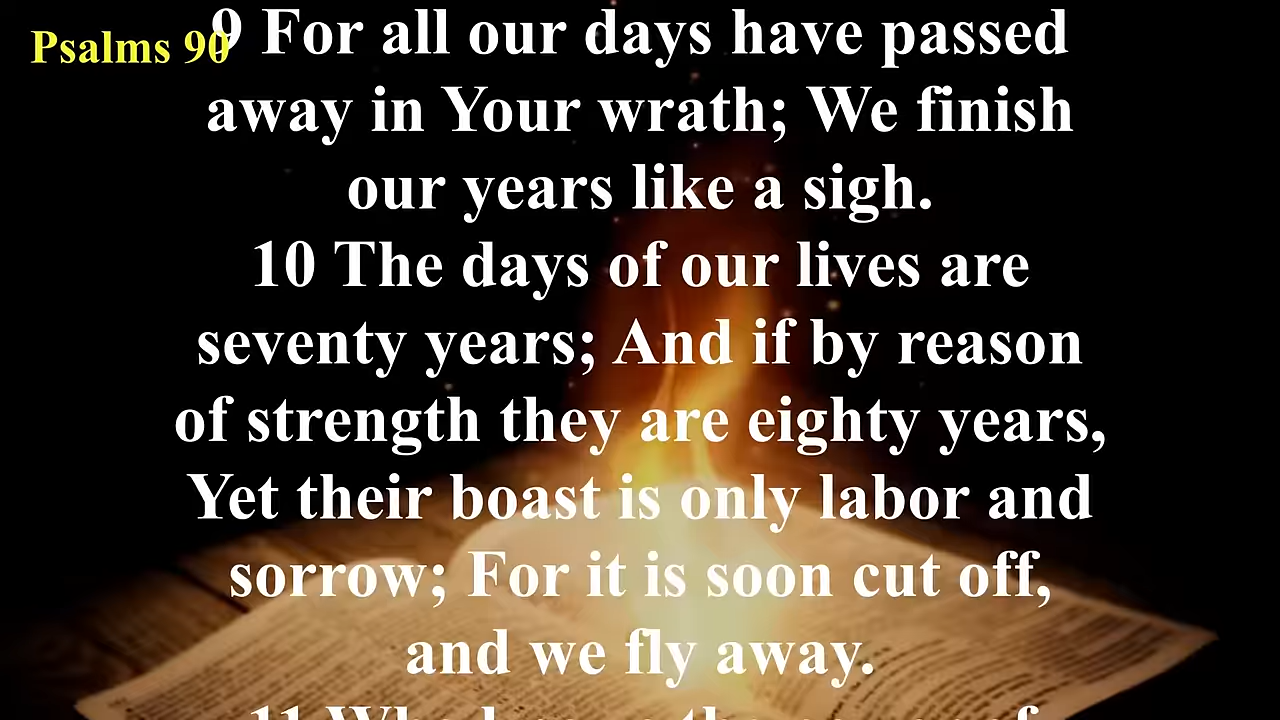 Psalms 90
9 For all our days have passed
away in Your wrath; We finish
our years like a sigh.
10 The days of our lives are
seventy years; And if by reason
of strength they are eighty years,
Yet their boast is only labor and
sorrow; For it is soon cut off,
and we fly away.
11 Who knows the power of